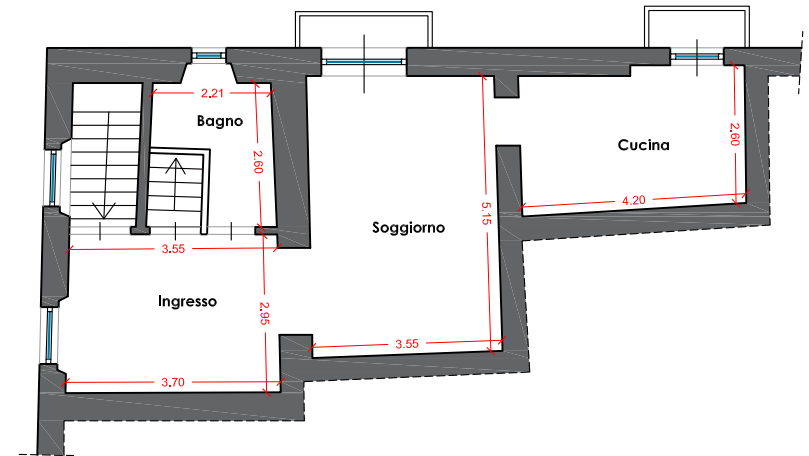 2.21
Bagno
2.60
3.55
Ingresso
2.95
3.70
Soggiorno
5.15
3.55
Cucina
2.60
4.20